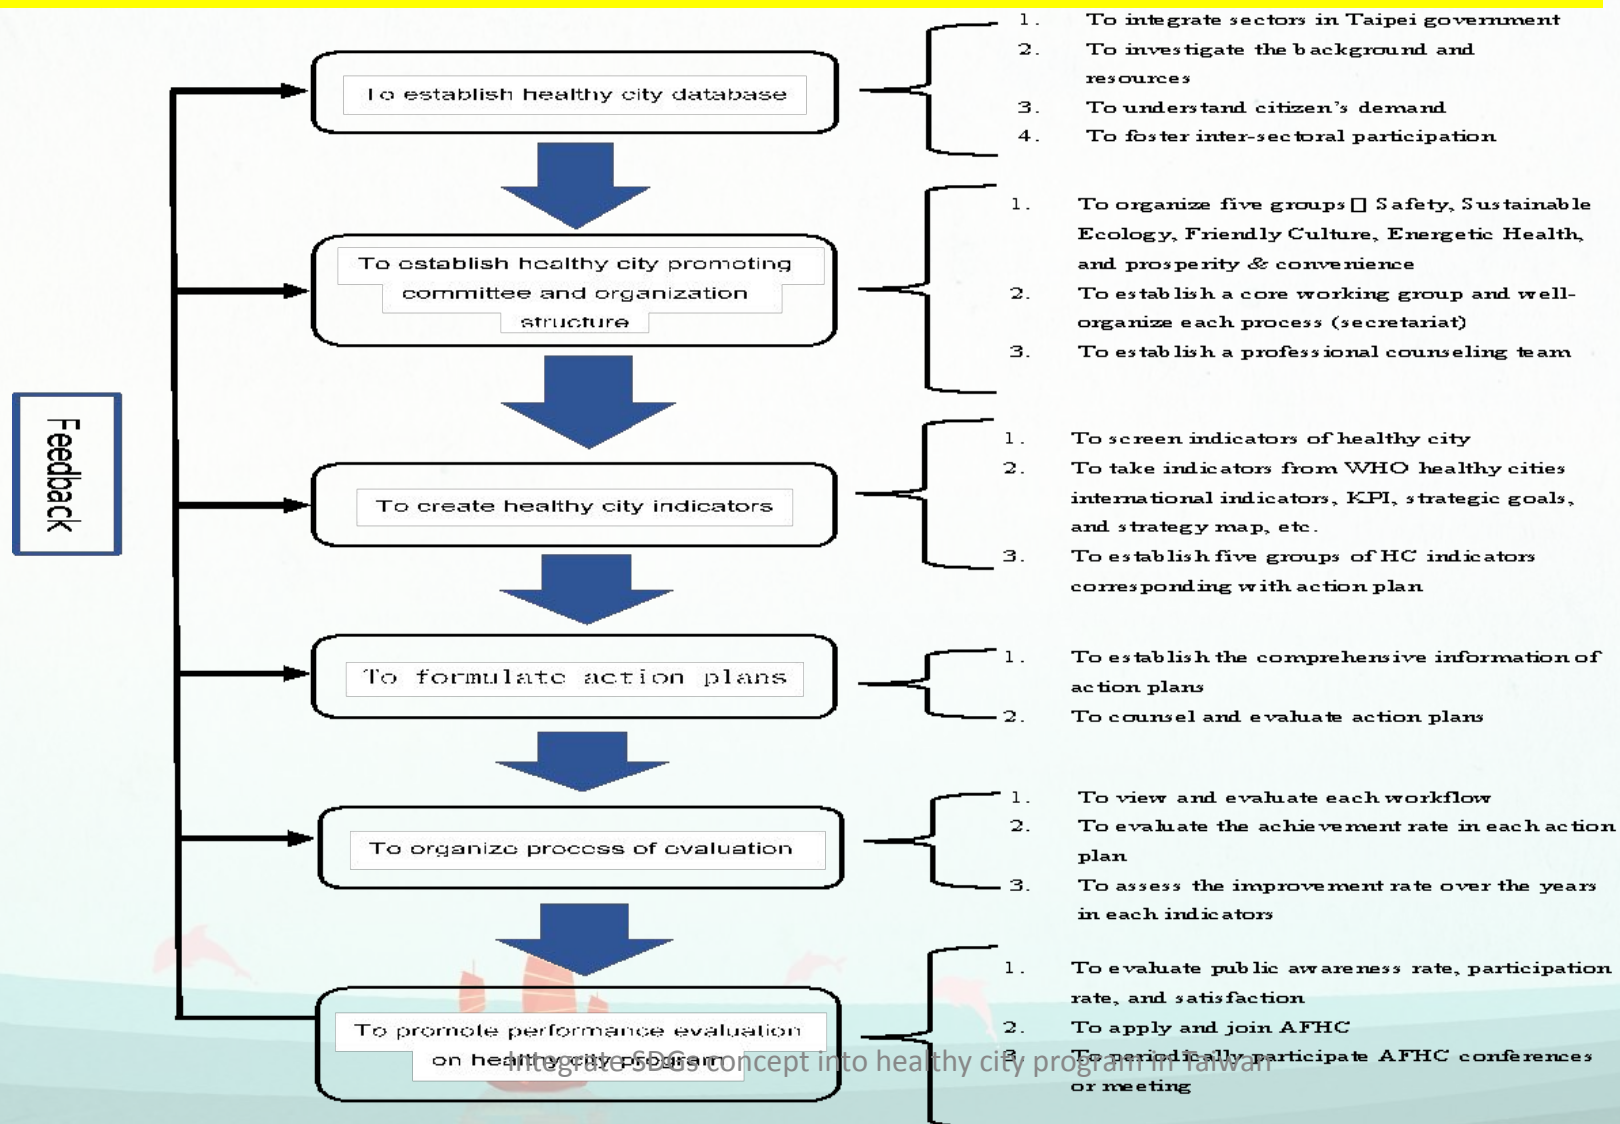 To establish healthy city database
1. To integrate sectors in Taipei government
2. To investigate the background and
resources
3. To understand citizen's demand
4. To foster inter-sectoral participation
To establish healthy city promoting
committee and organization
structure
1. To organize five groups□ Safety, Sustainable
Ecology, Friendly Culture, Energetic Health,
and prosperity & convenience
2. To establish a core working group and well-
organize each process (secretariat)
3. To establish a professional counseling team
Feedback
To create healthy city indicators
1. To screen indicators of healthy city
2. To take indicators from WHO healthy cities
international indicators, KPI, strategic goals,
and strategy map, etc.
3. To establish five groups of HC indicators
corresponding with action plan
To formulate action plans
1. To establish the comprehensive information of
action plans
2. To counsel and evaluate action plans
To organize process of evaluation
1. To view and evaluate each workflow
2. To evaluate the achievement rate in each action
plan
3. To assess the improvement rate over the years
in each indicators
To promote performance evaluation
on healthy city program
1. To evaluate public awareness rate, participation
rate, and satisfaction
2. To apply and join AFHC
3. To periodically participate AFHC conferences
or meeting
Integrate SDGs concept into healthy city program in Taiwan